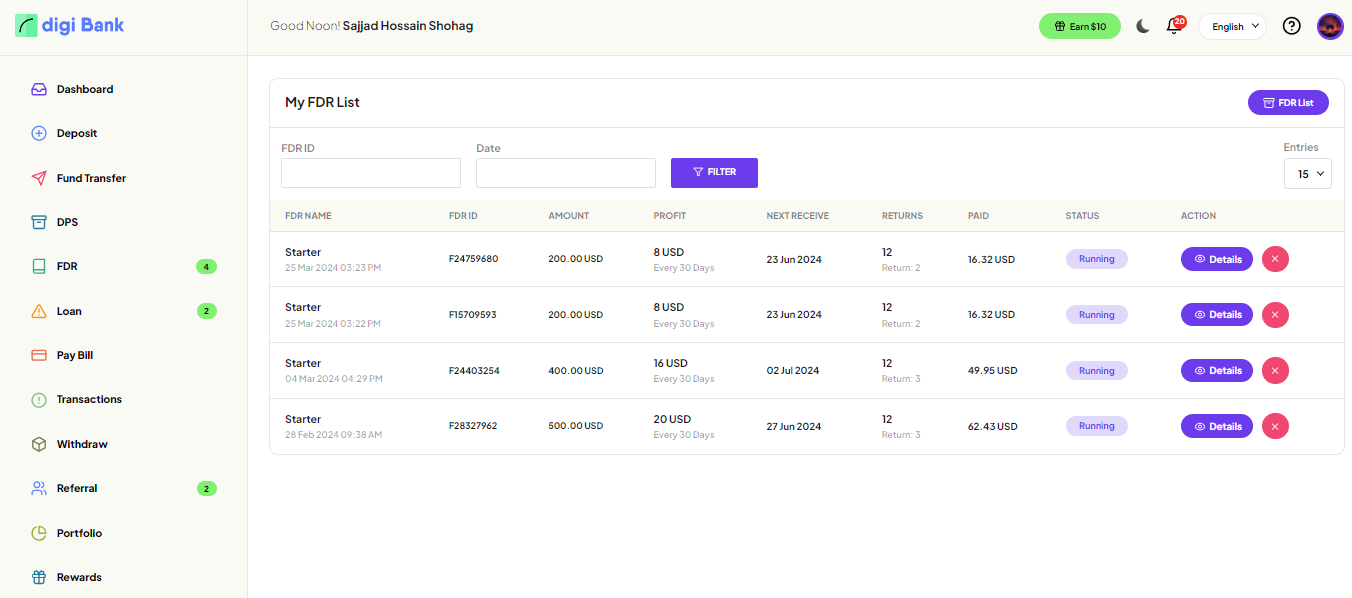 digi Bank
Good Noon! Sajjad Hossain Shohag
Earn $10
20
English
Dashboard
Deposit
Fund Transfer
DPS
FDR 4
Loan 2
Pay Bill
Transactions
Withdraw
Referral 2
Portfolio
Rewards
My FDR List
FDR List
FDR ID Date Entries
FILTER 15
FDR NAME FDR ID AMOUNT PROFIT NEXT RECEIVE RETURNS PAID STATUS ACTION
Starter F24759680 200.00 USD 8 USD 23 Jun 2024 12 16.32 USD Running Details
25 Mar 2024 03:23 PM Every 30 Days Return: 2
Starter F15709593 200.00 USD 8 USD 23 Jun 2024 12 16.32 USD Running Details
25 Mar 2024 03:22 PM Every 30 Days Return: 2
Starter F24403254 400.00 USD 16 USD 02 Jul 2024 12 49.95 USD Running Details
04 Mar 2024 04:29 PM Every 30 Days Return: 3
Starter F28327962 500.00 USD 20 USD 27 Jun 2024 12 62.43 USD Running Details
28 Feb 2024 09:38 AM Every 30 Days Return: 3